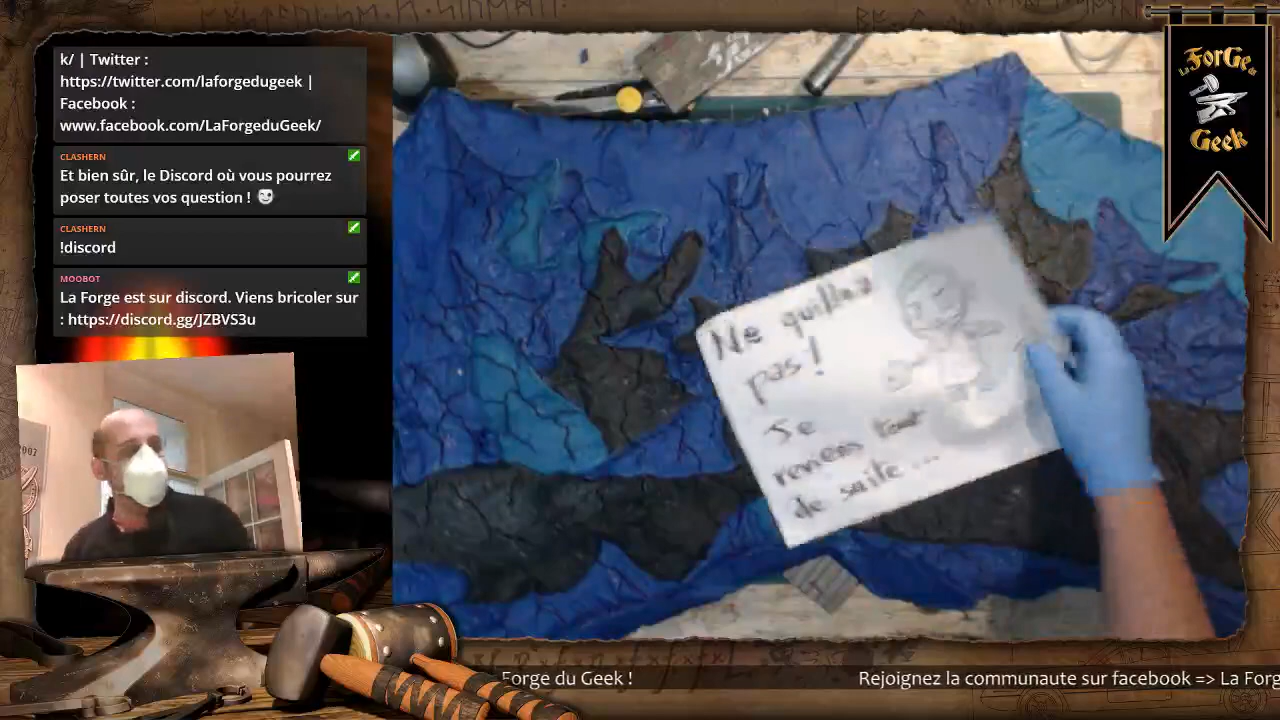 k/ | Twitter :
https://twitter.com/laforgedugeek |
Facebook :
www.facebook.com/LaForgeduGeek/
CLASHERN
Et bien sûr, le Discord où vous pourrez
poser toutes vos question !
CLASHERN
!discord
MOOBOT
La Forge est sur discord. Viens bricoler sur
: https://discord.gg/JZBVS3u
La ForGe du
Geek
Ne quittez
pas !
Je
reviens tout
de suite ...
2007
Forge du Geek !
Rejoignez la communaute sur facebook => La Forg